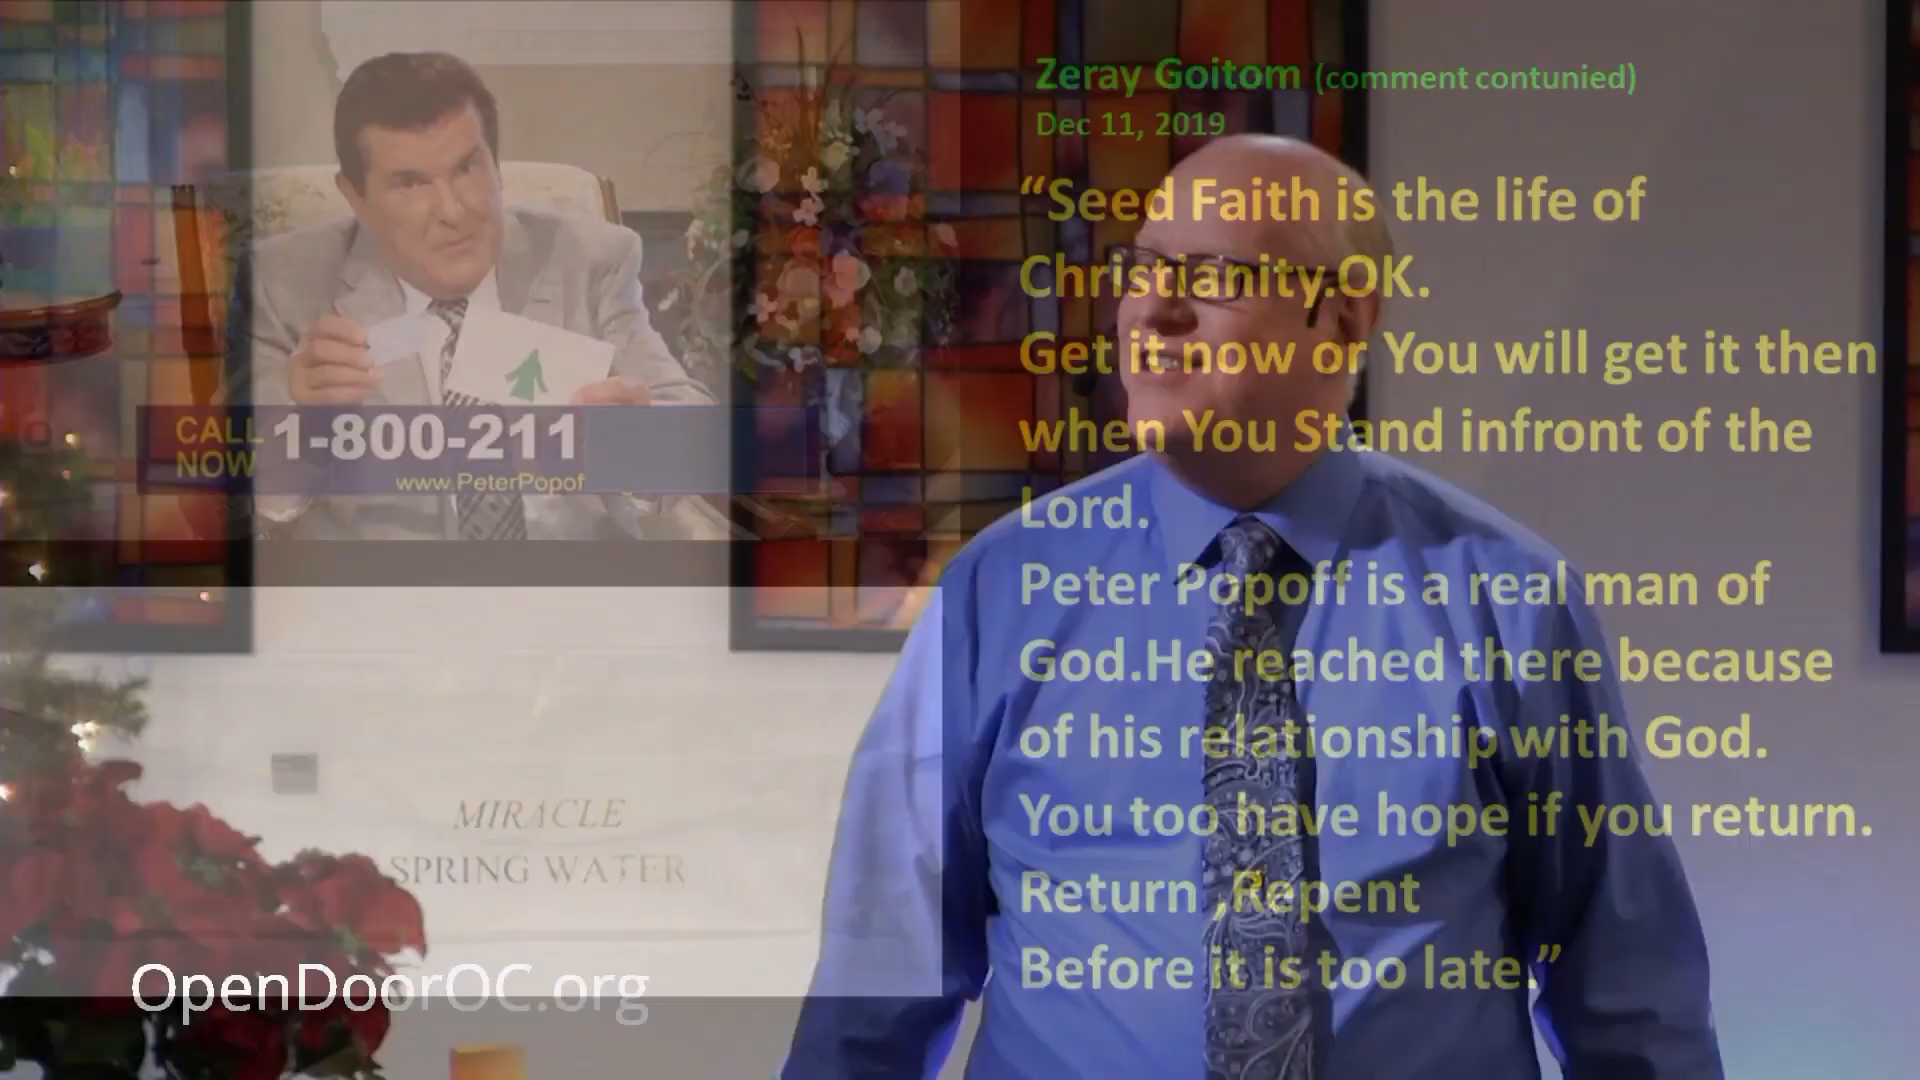 CALL
NOW
1-800-211
www.PeterPopof
MIRACLE
SPRING WATER
OpenDoorOC.org
Zeray Goitom (comment contunied)
Dec 11, 2019
“Seed Faith is the life of
Christianity.OK.
Get it now or You will get it then
when You Stand infront of the
Lord.
Peter Popoff is a real man of
God.He reached there because
of his relationship with God.
You too have hope if you return.
Return ,Repent
Before it is too late.”